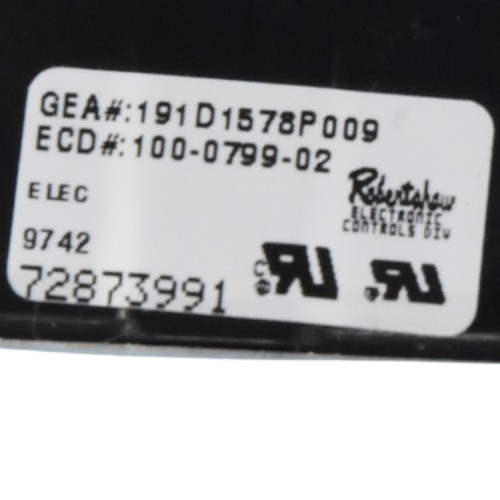 GEA#:191D1578P009
ECD#:100-0799-02
ELEC
Robertshaw
ELECTRONIC
CONTROLS DIV
9742
72873991